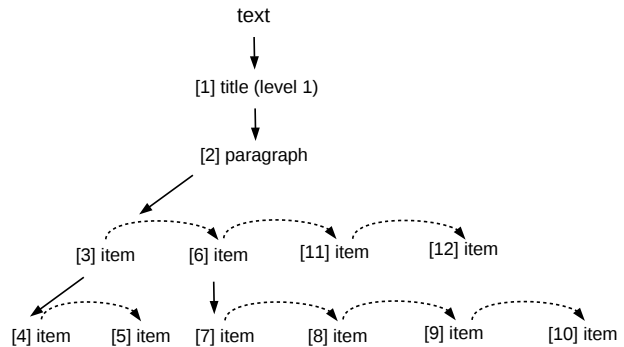 text
[1] title (level 1)
[2] paragraph
[3] item [6] item [11] item [12] item
[4] item [5] item [7] item [8] item [9] item [10] item